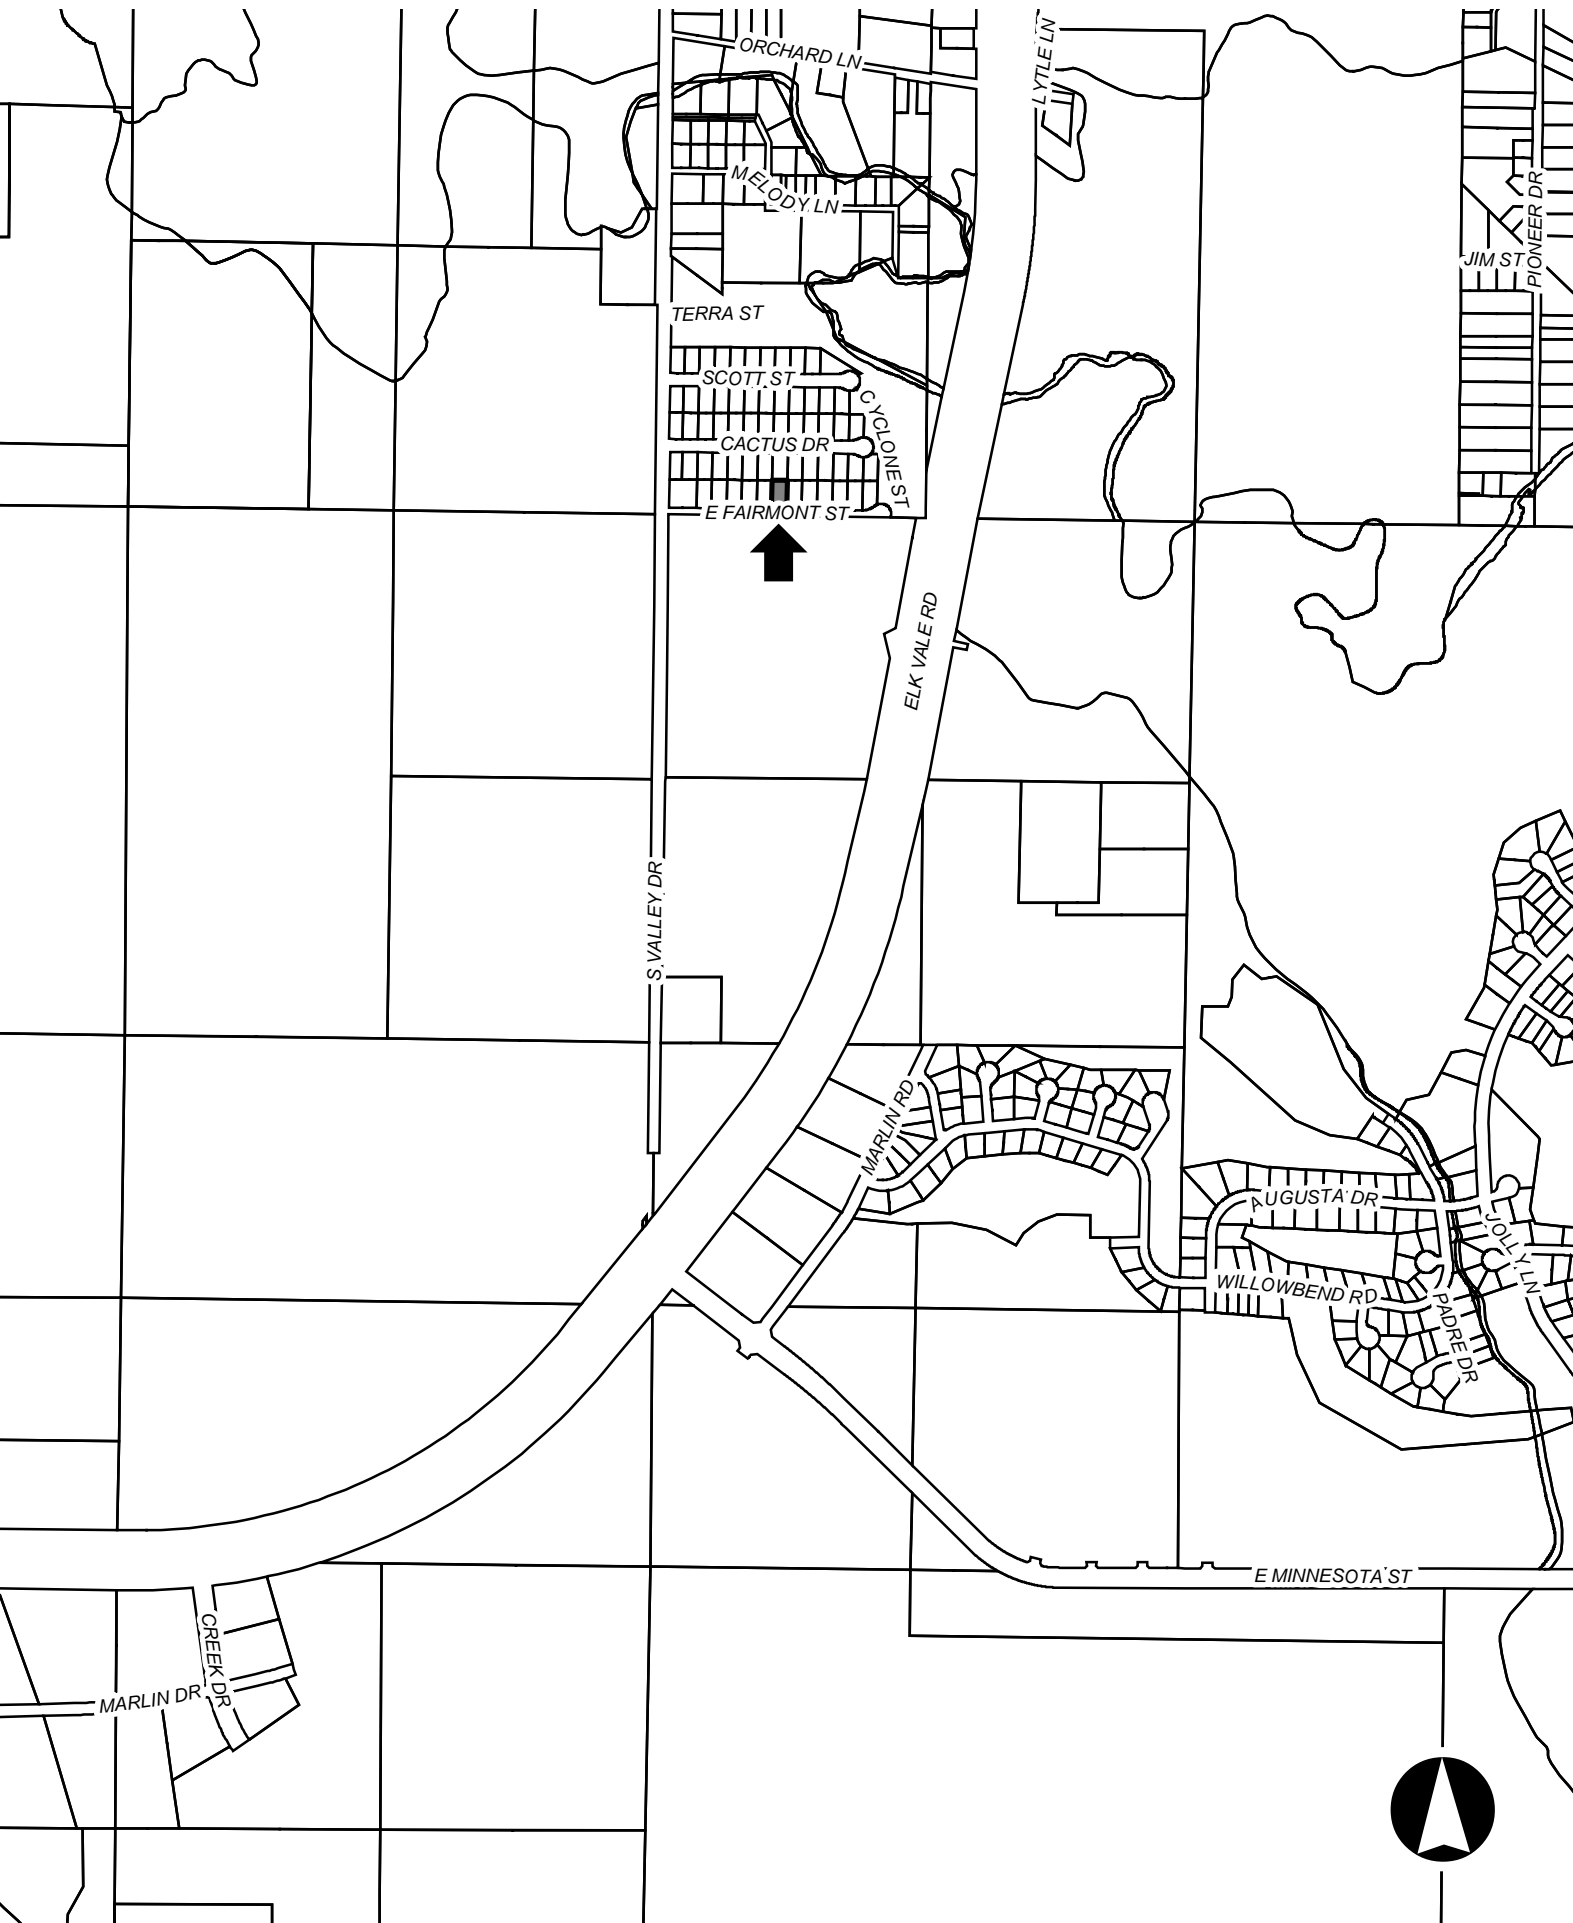 ORCHARD LN
LYTLE LN
MELODY LN
PIONEER DR
JIM ST
TERRA ST
SCOTT ST
CYCLONE ST
CACTUS DR
E FAIRMONT ST
ELK VALE RD
S VALLEY DR
MARLIN RD
AUGUSTA DR
JOLLY LN
WILLOWBEND RD
PADRE DR
E MINNESOTA ST
CREEK DR
MARLIN DR